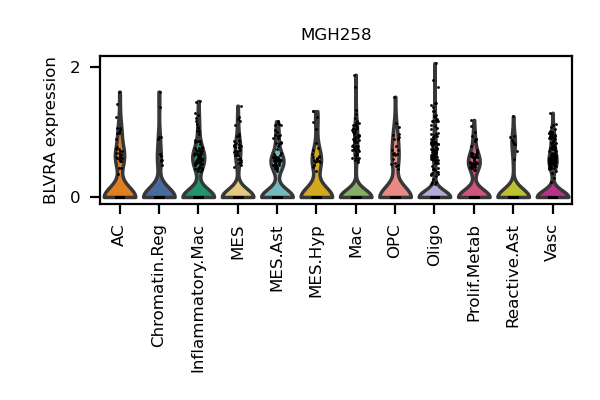 MGH258
BLVRA expression
2
0
AC
Chromatin.Reg
Inflammatory.Mac
MES
MES.Ast
MES.Hyp
Mac
OPC
Oligo
Prolif.Metab
Reactive.Ast
Vasc